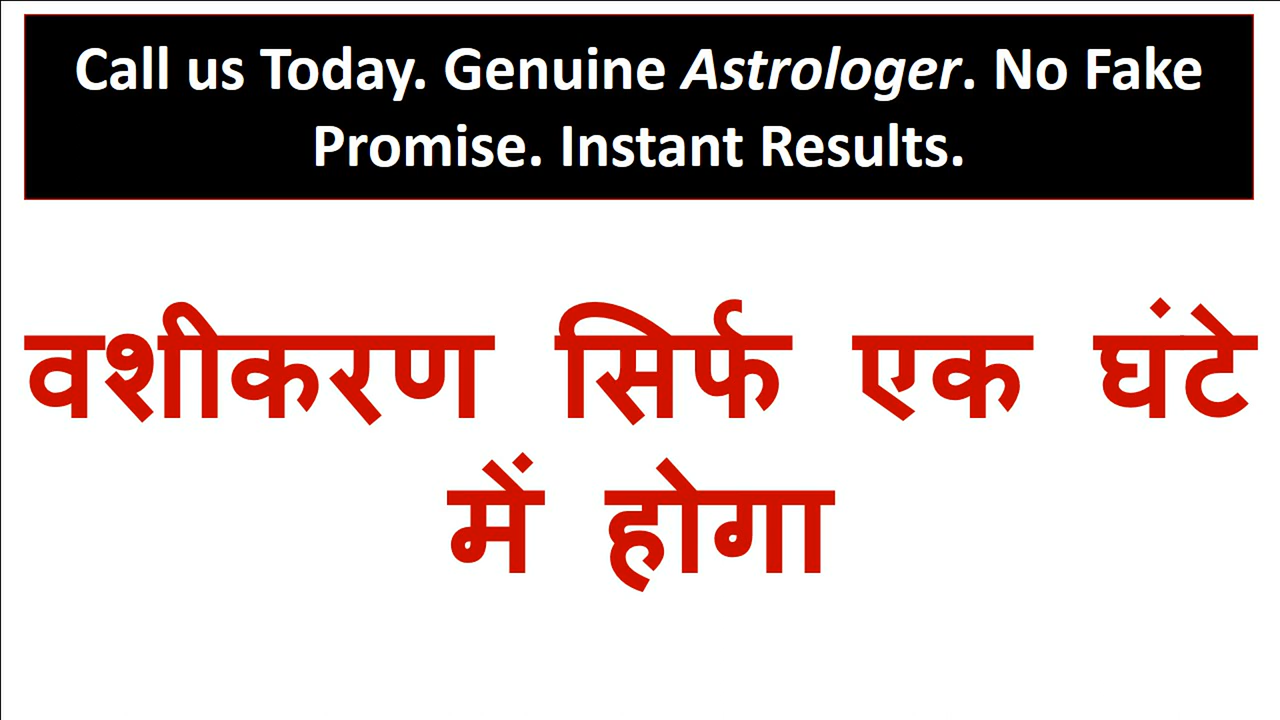 Call us Today. Genuine Astrologer. No Fake
Promise. Instant Results.
वशीकरण सिर्फ एक घंटे
में होगा